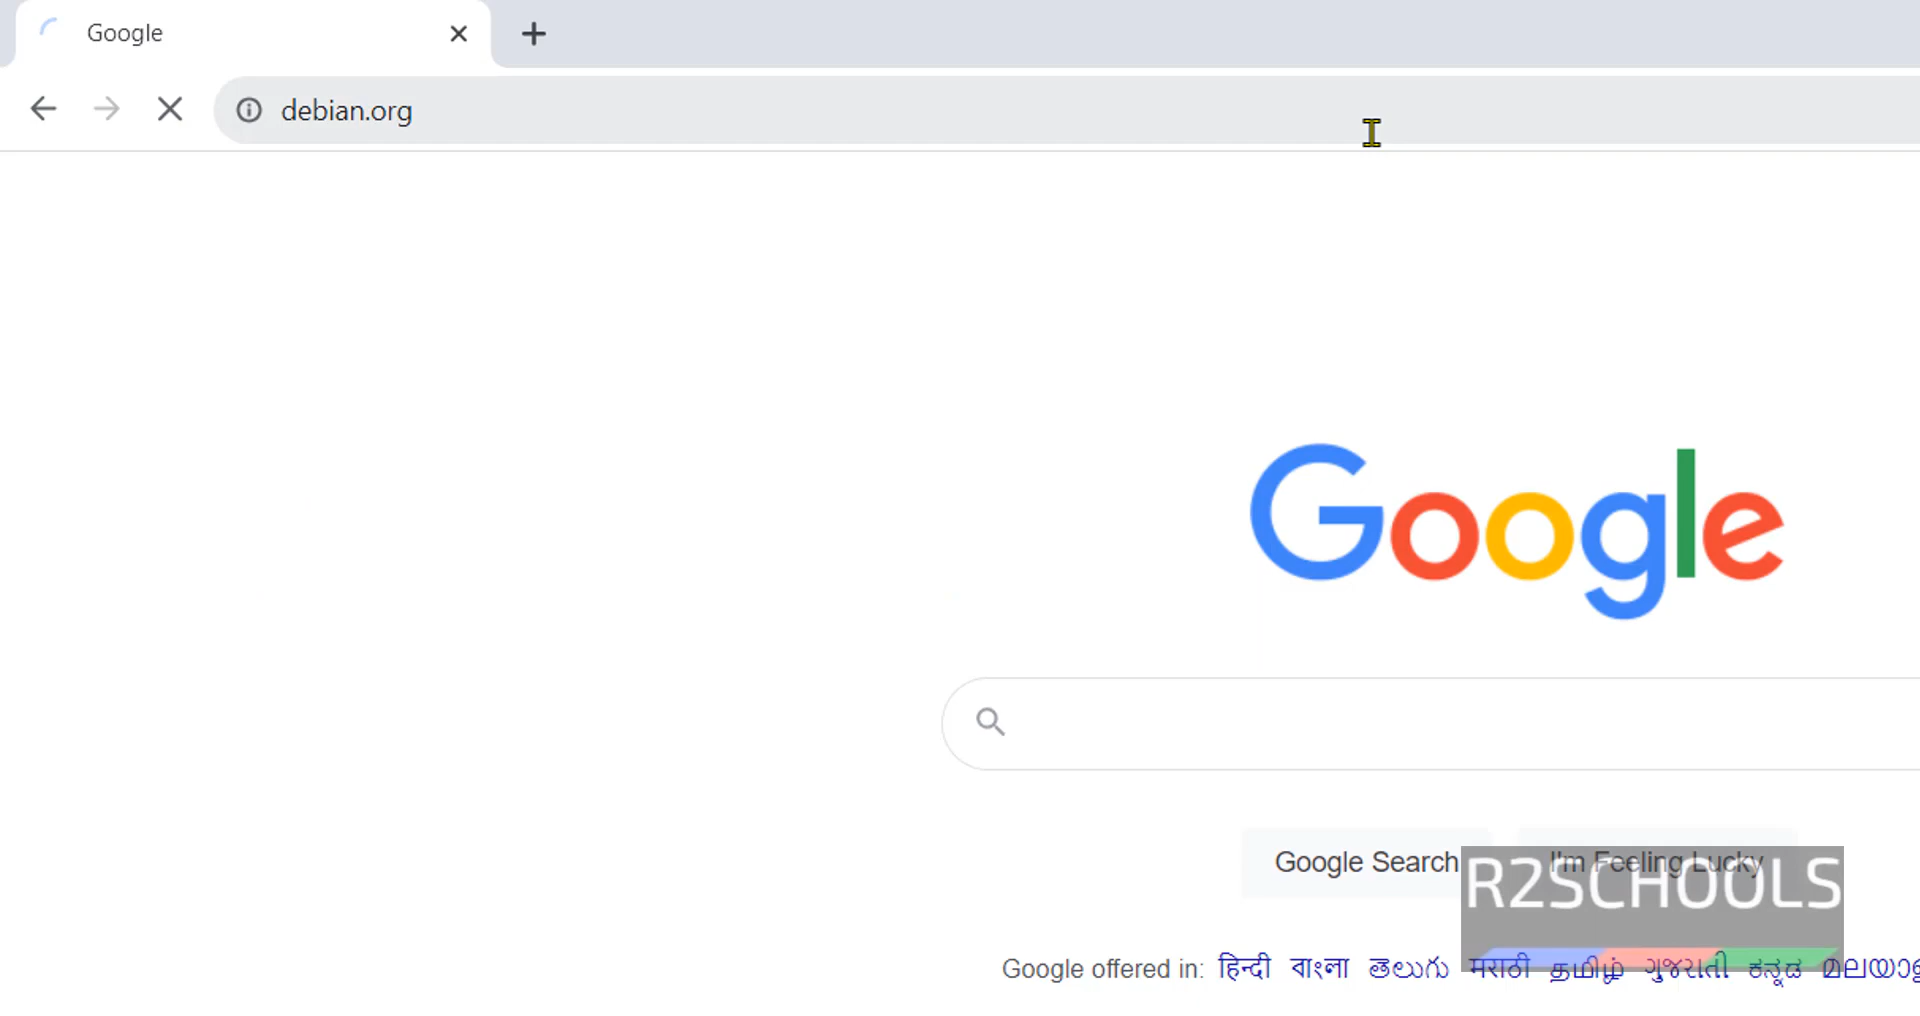 Google
debian.org
Google
Google Search I'm Feeling Lucky
R2SCHOOLS
Google offered in: हिन्दी বাংলা తెలుగు मराठी தமிழ் ગુજરાતી ಕನ್ನಡ